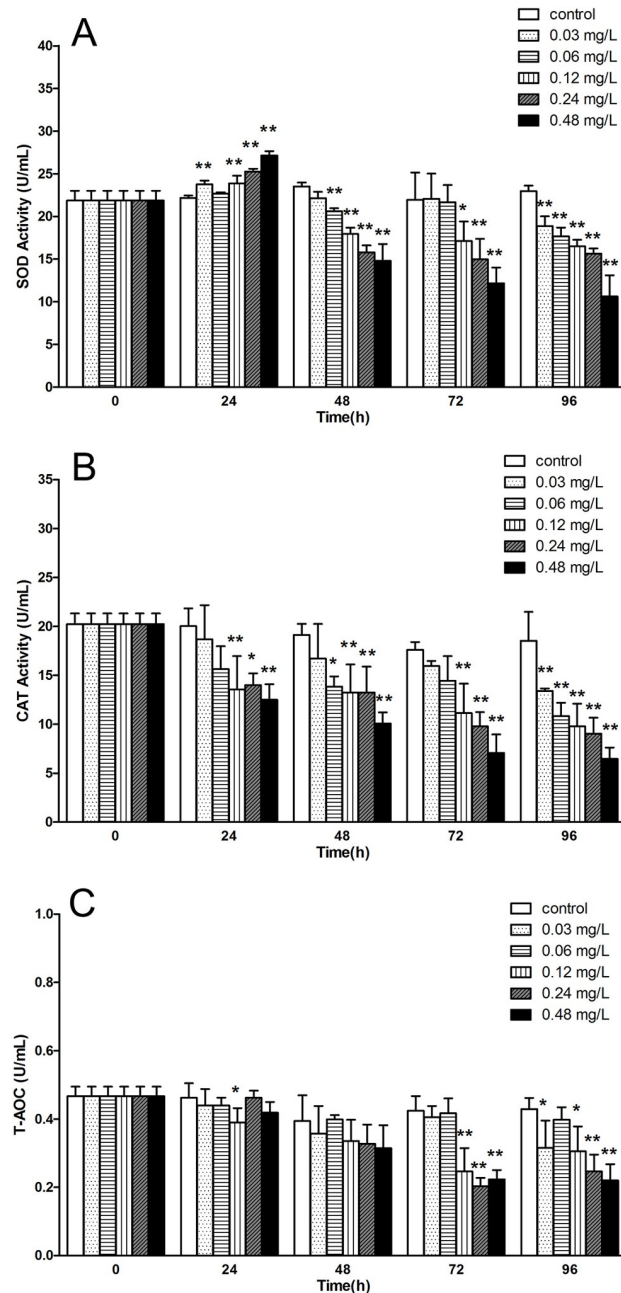 A
control
0.03 mg/L
0.06 mg/L
0.12 mg/L
0.24 mg/L
0.48 mg/L
SOD Activity (U/mL)
40
35
30
25
20
15
10
5
0
** ** ** **
** ** ** **
* ** **
** ** ** ** **
0 24 48 72 96
Time(h)
B
control
0.03 mg/L
0.06 mg/L
0.12 mg/L
0.24 mg/L
0.48 mg/L
CAT Activity (U/mL)
35
30
25
20
15
10
5
0
** * **
* ** ** **
** ** **
** ** ** ** **
0 24 48 72 96
Time(h)
C
control
0.03 mg/L
0.06 mg/L
0.12 mg/L
0.24 mg/L
0.48 mg/L
T-AOC (U/mL)
1.0
0.8
0.6
0.4
0.2
0.0
*
** ** **
* * ** **
0 24 48 72 96
Time(h)